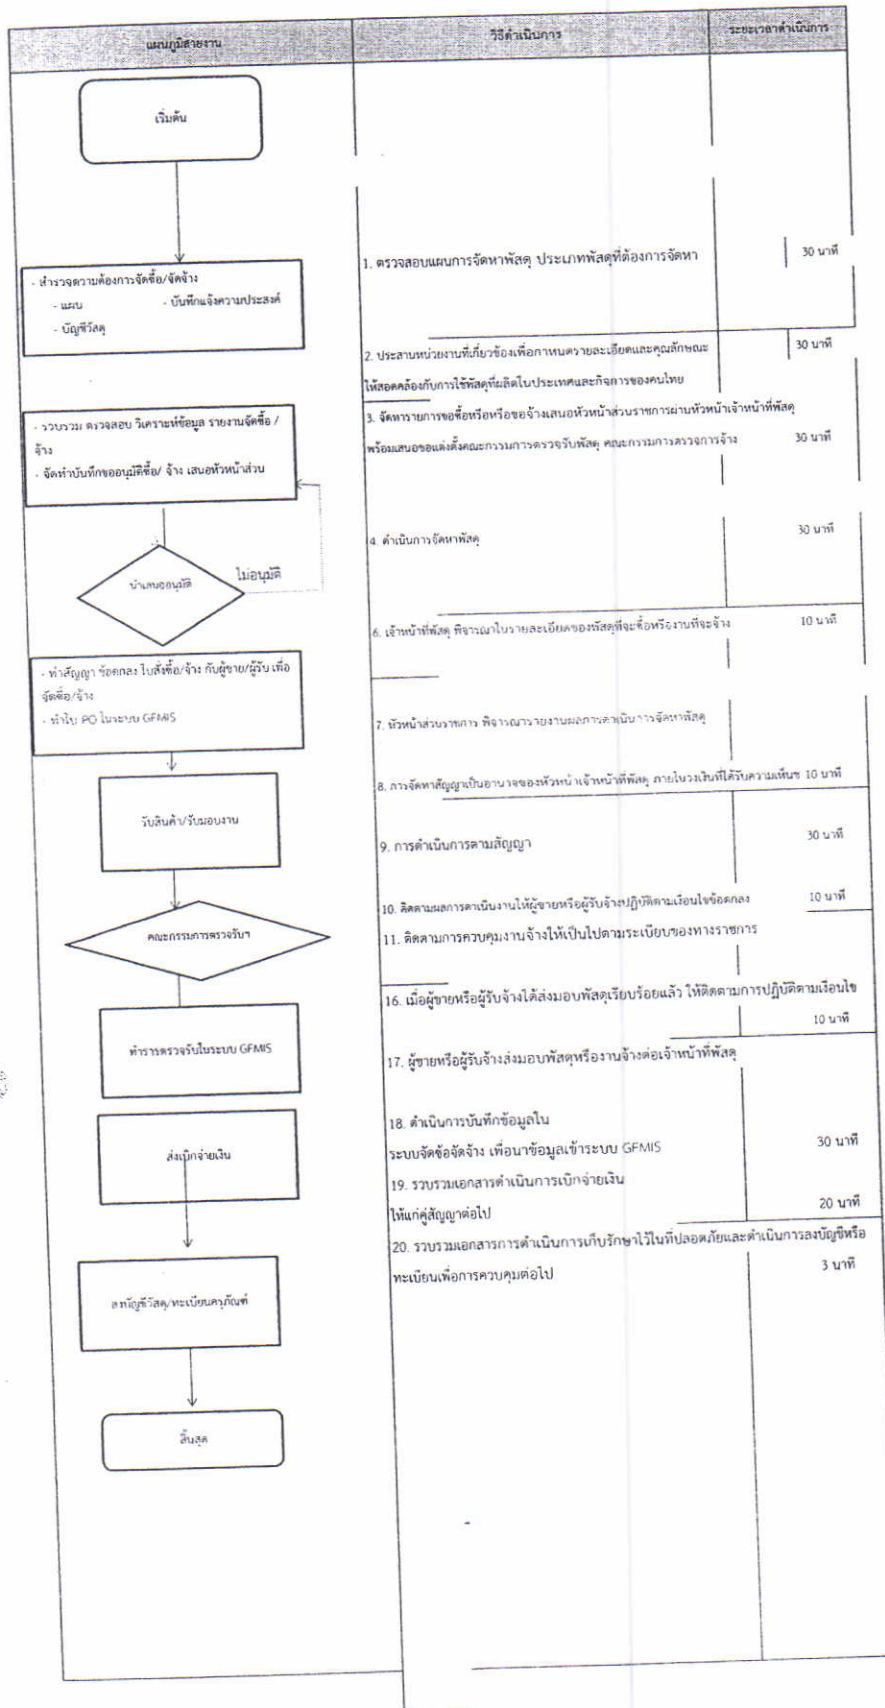 แผนภูมิสายงาน
วิธีดำเนินการ
ระยะเวลาดำเนินการ
เริ่มต้น
- สำรวจความต้องการจัดซื้อ/จัดจ้าง
- แผน - บันทึกแจ้งความประสงค์
- บัญชีวัสดุ
- รวบรวม ตรวจสอบ วิเคราะห์ข้อมูล รายงานจัดซื้อ /
จ้าง
- จัดทำบันทึกขออนุมัติซื้อ/ จ้าง เสนอหัวหน้าส่วน
นำเสนออนุมัติ
ไม่อนุมัติ
- ทำสัญญา ข้อตกลง ใบสั่งซื้อ/จ้าง กับผู้ขาย/ผู้รับ เพื่อ
จัดซื้อ/จ้าง
- ทำใบ PO ในระบบ GFMIS
รับสินค้า/รับมอบงาน
คณะกรรมการตรวจรับฯ
ทำรารตรวจรับในระบบ GFMIS
ส่งเบิกจ่ายเงิน
ลงบัญชีวัสดุ/ทะเบียนครุภัณฑ์
สิ้นสุด
1. ตรวจสอบแผนการจัดหาพัสดุ ประเภทพัสดุที่ต้องการจัดหา
30 นาที
2. ประสานหน่วยงานที่เกี่ยวข้องเพื่อกำหนดรายละเอียดและคุณลักษณะ
30 นาที
ให้สอดคล้องกับการใช้พัสดุที่ผลิตในประเทศและกิจการของคนไทย
3. จัดหารายการขอซื้อหรือหรือขอจ้างเสนอหัวหน้าส่วนราชการผ่านหัวหน้าเจ้าหน้าที่พัสดุ
พร้อมเสนอขอแต่งตั้งคณะกรรมการตรวจรับพัสดุ คณะกรรมการตรวจการจ้าง
30 นาที
4. ดำเนินการจัดหาพัสดุ
30 นาที
6. เจ้าหน้าที่พัสดุ พิจารณาในรายละเอียดของพัสดุที่จะซื้อหรืองานที่จะจ้าง
10 นาที
7. หัวหน้าส่วนราชการ พิจารณารายงานผลการดาเนินการจัดหาพัสดุ
8. การจัดทาสัญญาเป็นอานาจของหัวหน้าเจ้าหน้าที่พัสดุ ภายในวงเงินที่ได้รับความเห็นช 10 นาที
9. การดำเนินการตามสัญญา
30 นาที
10. ติดตามผลการดาเนินงานให้ผู้ขายหรือผู้รับจ้างปฏิบัติตามเงื่อนไขข้อตกลง
10 นาที
11. ติดตามการควบคุมงานจ้างให้เป็นไปตามระเบียบของทางราชการ
16. เมื่อผู้ขายหรือผู้รับจ้างได้ส่งมอบพัสดุเรียบร้อยแล้ว ให้ติดตามการปฏิบัติตามเงื่อนไข
10 นาที
17. ผู้ขายหรือผู้รับจ้างส่งมอบพัสดุหรืองานจ้างต่อเจ้าหน้าที่พัสดุ
18. ดำเนินการบันทึกข้อมูลใน
ระบบจัดซ้อจัดจ้าง เพื่อนาข้อมูลเข้าระบบ GFMIS
30 นาที
19. รวบรวมเอกสารดำเนินการเบิกจ่ายเงิน
ให้แก่คู่สัญญาต่อไป
20 นาที
20. รวบรวมเอกสารการดำเนินการเก็บรักษาไว้ในที่ปลอดภัยและดำเนินการลงบัญชีหรือ
ทะเบียนเพื่อการควบคุมต่อไป
3 นาที